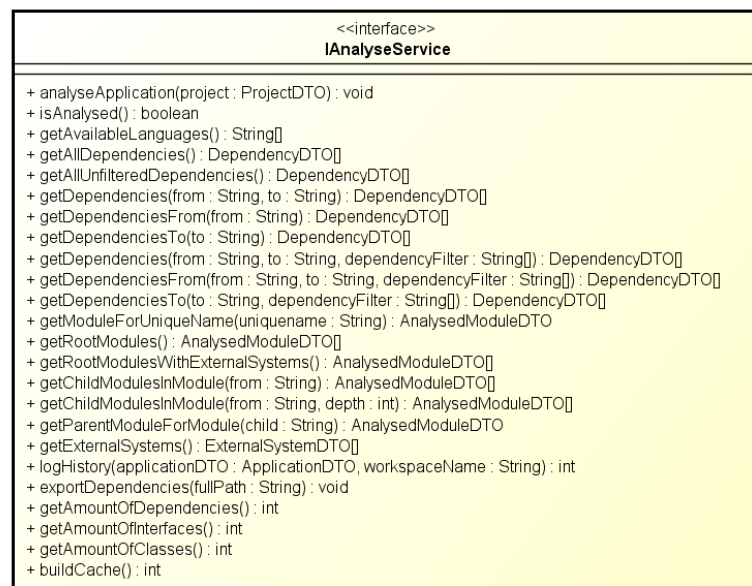 <<interface>>
IAnalyseService
+ analyseApplication(project : ProjectDTO) : void
+ isAnalysed() : boolean
+ getAvailableLanguages() : String[]
+ getAllDependencies() : DependencyDTO[]
+ getAllUnfilteredDependencies() : DependencyDTO[]
+ getDependencies(from : String, to : String) : DependencyDTO[]
+ getDependenciesFrom(from : String) : DependencyDTO[]
+ getDependenciesTo(to : String) : DependencyDTO[]
+ getDependencies(from : String, to : String, dependencyFilter : String[]) : DependencyDTO[]
+ getDependenciesFrom(from : String, to : String, dependencyFilter : String[]) : DependencyDTO[]
+ getDependenciesTo(to : String, dependencyFilter : String[]) : DependencyDTO[]
+ getModuleForUniqueName(uniquename : String) : AnalysedModuleDTO
+ getRootModules() : AnalysedModuleDTO[]
+ getRootModulesWithExternalSystems() : AnalysedModuleDTO[]
+ getChildModulesInModule(from : String) : AnalysedModuleDTO[]
+ getChildModulesInModule(from : String, depth : int) : AnalysedModuleDTO[]
+ getParentModuleForModule(child : String) : AnalysedModuleDTO
+ getExternalSystems() : ExternalSystemDTO[]
+ logHistory(applicationDTO : ApplicationDTO, workspaceName : String) : int
+ exportDependencies(fullPath : String) : void
+ getAmountOfDependencies() : int
+ getAmountOfInterfaces() : int
+ getAmountOfClasses() : int
+ buildCache() : int